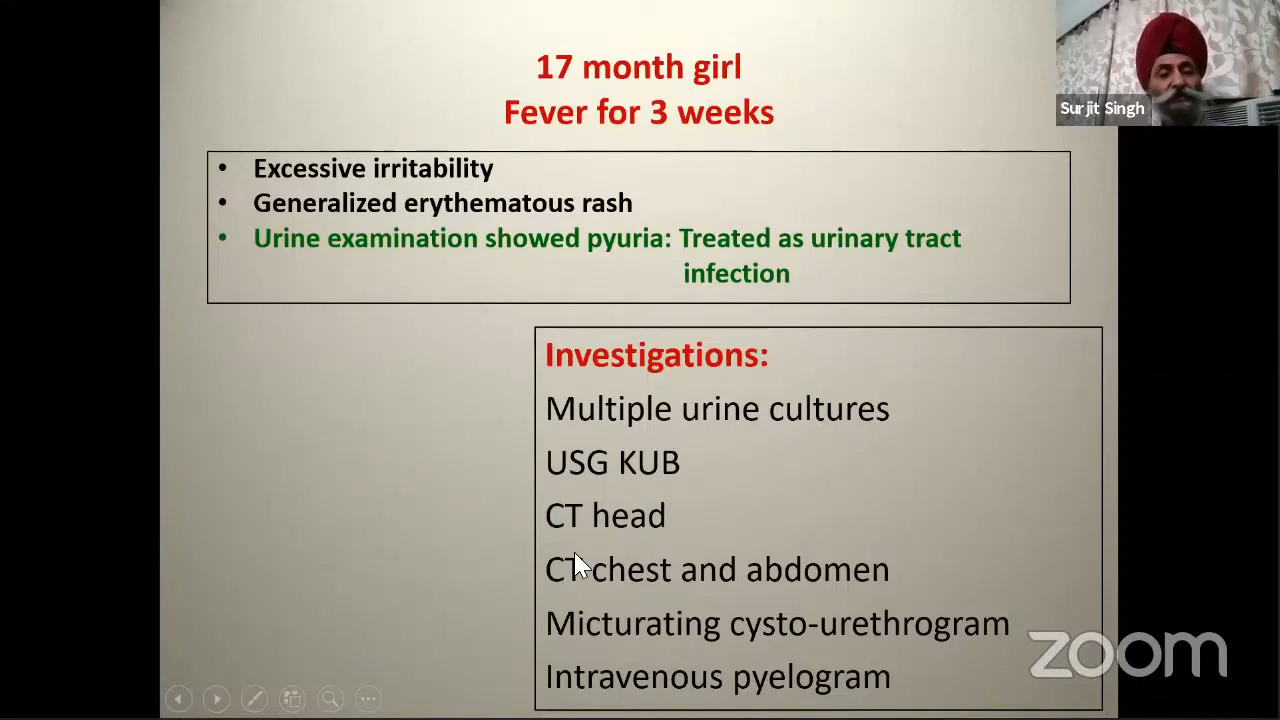 17 month girl
Fever for 3 weeks
Surjit Singh
• Excessive irritability
• Generalized erythematous rash
• Urine examination showed pyuria: Treated as urinary tract
infection
Investigations:
Multiple urine cultures
USG KUB
CT head
CT chest and abdomen
Micturating cysto-urethrogram
Intravenous pyelogram
zoom